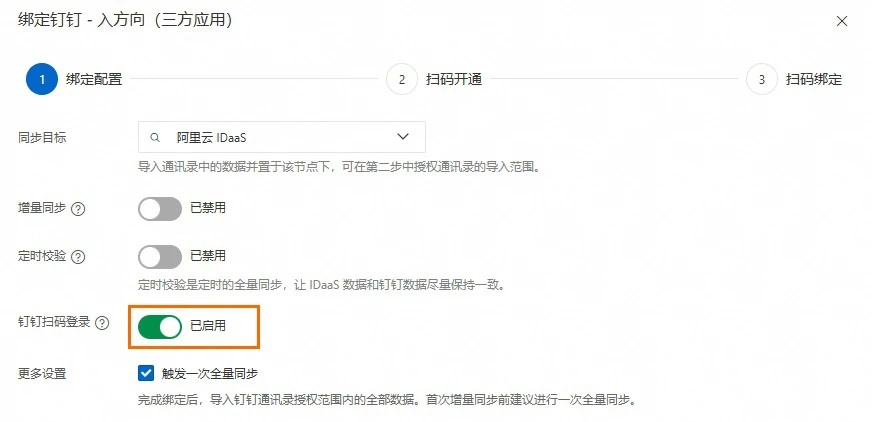 绑定钉钉 - 入方向（三方应用）
1 绑定配置 2 扫码开通 3 扫码绑定
同步目标 阿里云 IDaaS
导入通讯录中的数据并置于该节点下，可在第二步中授权通讯录的导入范围。
增量同步 ? 已禁用
定时校验 ? 已禁用
定时校验是定时的全量同步，让 IDaaS 数据和钉钉数据尽量保持一致。
钉钉扫码登录 ? 已启用
更多设置 触发一次全量同步
完成绑定后，导入钉钉通讯录授权范围内的全部数据。首次增量同步前建议进行一次全量同步。